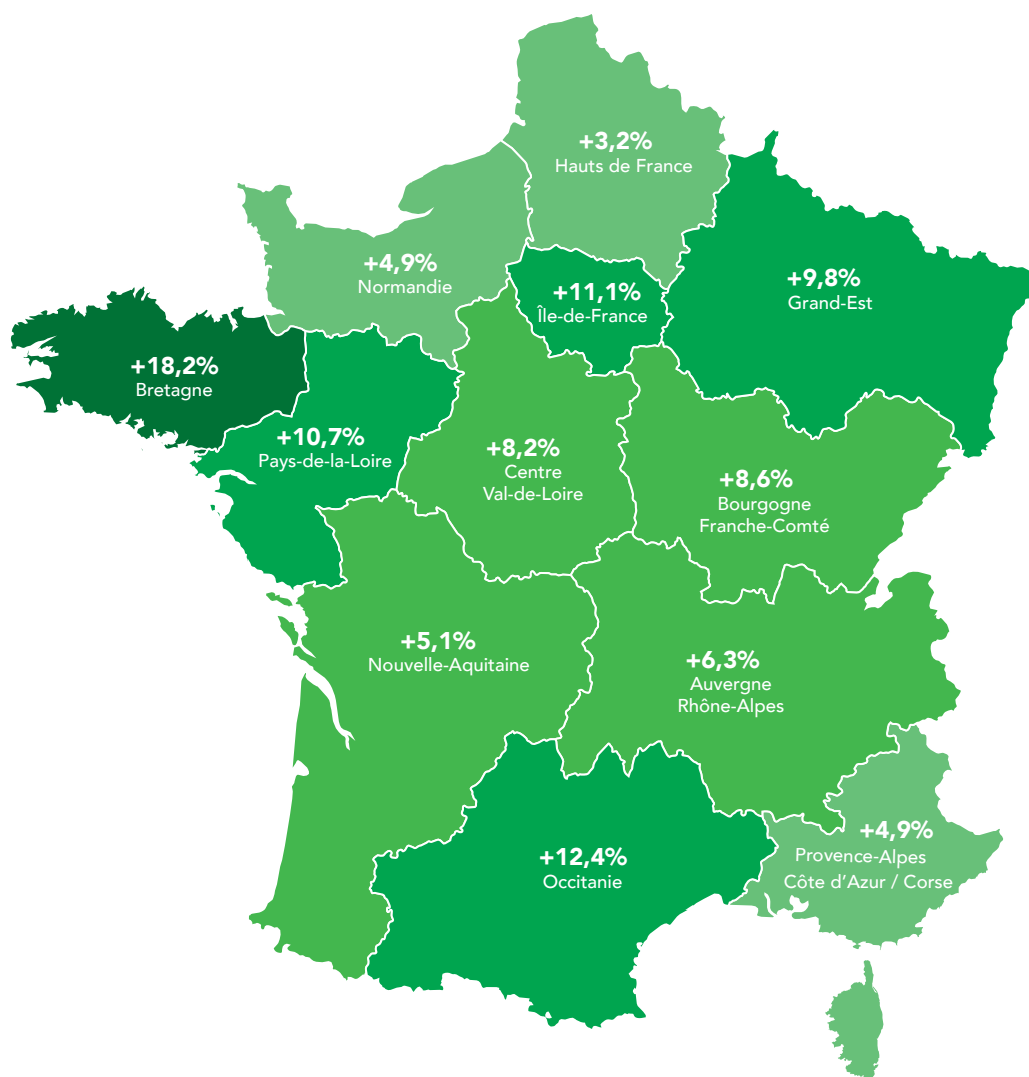 +3,2%
Hauts de France
+4,9%
Normandie
+11,1%
Île-de-France
+9,8%
Grand-Est
+18,2%
Bretagne
+10,7%
Pays-de-la-Loire
+8,2%
Centre
Val-de-Loire
+8,6%
Bourgogne
Franche-Comté
+5,1%
Nouvelle-Aquitaine
+6,3%
Auvergne
Rhône-Alpes
+12,4%
Occitanie
+4,9%
Provence-Alpes
Côte d’Azur / Corse